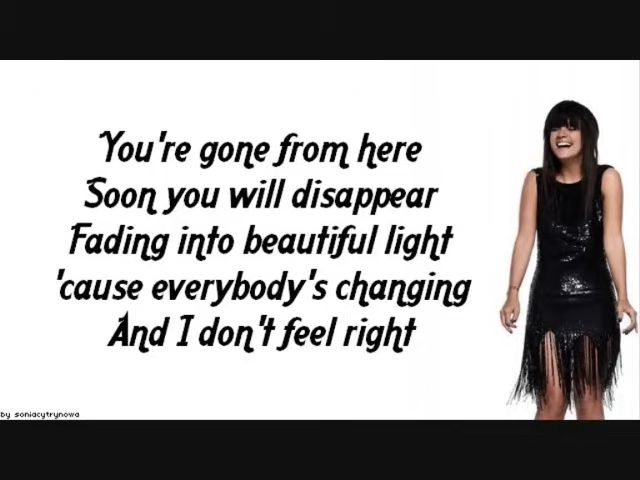 You're gone from here
Soon you will disappear
Fading into beautiful light
'cause everybody's changing
And I don't feel right
by soniacytrynowa